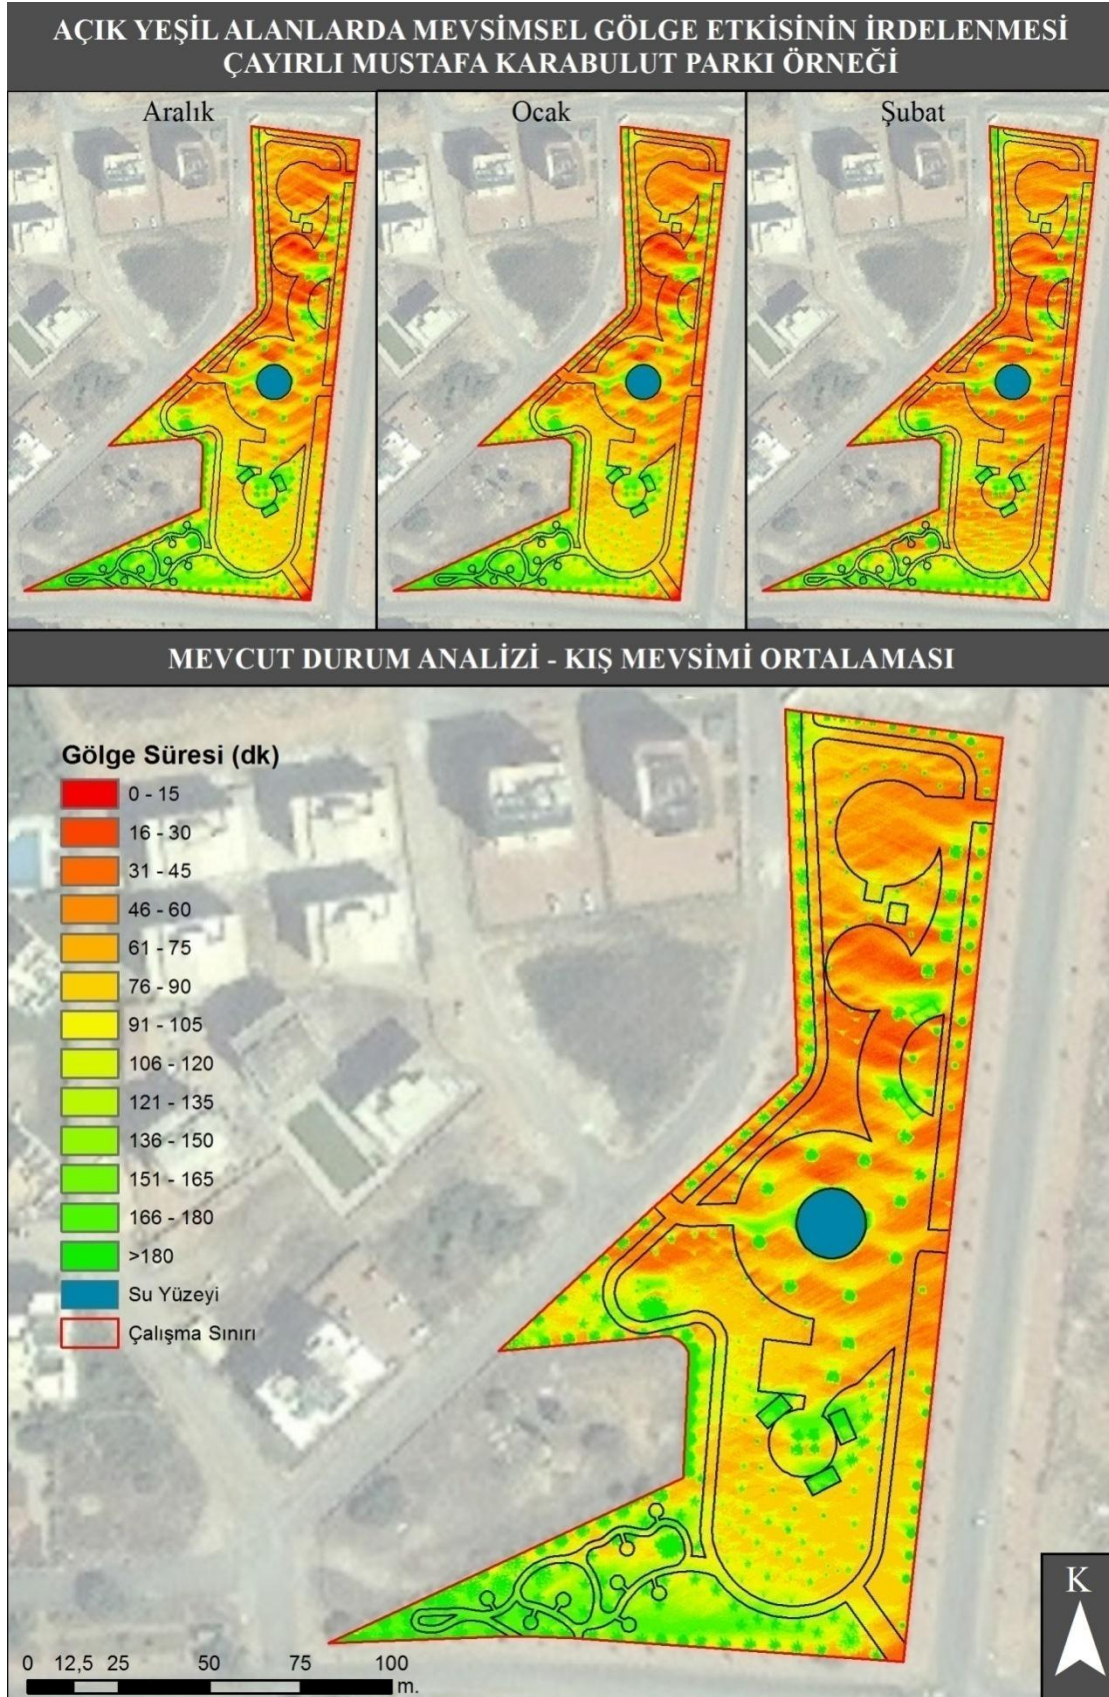 AÇIK YEŞİL ALANLARDA MEVSİMSEL GÖLGE ETKİSİNİN İRDELENMESİ
ÇAYIRLI MUSTAFA KARABULUT PARKI ÖRNEĞİ
Aralık
Ocak
Şubat
MEVCUT DURUM ANALİZİ - KIŞ MEVSİMİ ORTALAMASI
Gölge Süresi (dk)
0 - 15
16 - 30
31 - 45
46 - 60
61 - 75
76 - 90
91 - 105
106 - 120
121 - 135
136 - 150
151 - 165
166 - 180
>180
Su Yüzeyi
Çalışma Sınırı
K
0 12,5 25 50 75 100
m.